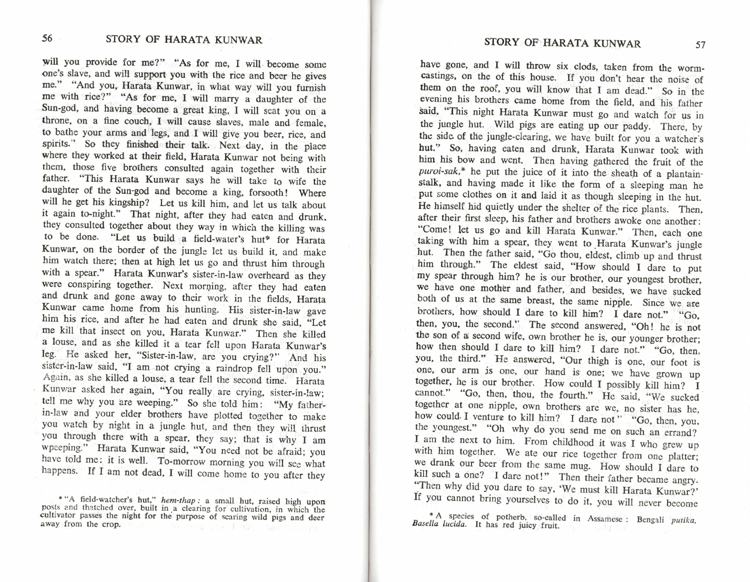 56 STORY OF HARATA KUNWAR
will you provide for me?” “As for me, I will become some
one's slave, and will support you with the rice and beer he gives
me.” “And you, Harata Kunwar, in what way will you furnish
me with rice?” “As for me, I will marry a daughter of the
Sun-god, and having become a great king, I will seat you on a
throne, on a fine couch, I will cause slaves, male and female,
to bathe your arms and legs, and I will give you beer, rice, and
spirits.” So they finished their talk. Next day, in the place
where they worked at their field, Harata Kunwar not being with
them, those five brothers consulted again together with their
father. “This Harata Kunwar says he will take to wife the
daughter of the Sun-god and become a king, forsooth! Where
will he get his kingship? Let us kill him, and let us talk about
it again to-night.” That night, after they had eaten and drunk,
they consulted together about they way in which the killing was
to be done. “Let us build a field-water's hut* for Harata
Kunwar, on the border of the jungle let us build it, and make
him watch there; then at high let us go and thrust him through
with a spear.” Harata Kunwar's sister-in-law overheard as they
were conspiring together. Next morning, after they had eaten
and drunk and gone away to their work in the fields, Harata
Kunwar came home from his hunting. His sister-in-law gave
him his rice, and after he had eaten and drunk she said, “Let
me kill that insect on you, Harata Kunwar.” Then she killed
a louse, and as she killed it a tear fell upon Harata Kunwar's
leg. He asked her, “Sister-in-law, are you crying?” And his
sister-in-law said, “I am not crying a raindrop fell upon you.”
Again, as she killed a louse, a tear fell the second time. Harata
Kunwar asked her again, “You really are crying, sister-in-law;
tell me why you are weeping.” So she told him: “My father-
in-law and your elder brothers have plotted together to make
you watch by night in a jungle hut, and then they will thrust
you through there with a spear, they say; that is why I am
weeping.” Harata Kunwar said, “You need not be afraid; you
have told me: it is well. To-morrow morning you will see what
happens. If I am not dead, I will come home to you after they
* “A field-watcher's hut,” hem-thap: a small hut, raised high upon
posts and thatched over, built in a clearing for cultivation, in which the
cultivator passes the night for the purpose of scaring wild pigs and deer
away from the crop.
STORY OF HARATA KUNWAR 57
have gone, and I will throw six clods, taken from the worm-
castings, on the of this house. If you don't hear the noise of
them on the roof, you will know that I am dead.” So in the
evening his brothers came home from the field, and his father
said, “This night Harata Kunwar must go and watch for us in
the jungle hut. Wild pigs are eating up our paddy. There, by
the side of the jungle-clearing, we have built for you a watcher's
hut.” So, having eaten and drunk, Harata Kunwar took with
him his bow and went. Then having gathered the fruit of the
puroi-sak,* he put the juice of it into the sheath of a plantain-
stalk, and having made it like the form of a sleeping man he
put some clothes on it and laid it as though sleeping in the hut.
He himself hid quietly under the shelter of the rice plants. Then,
after their first sleep, his father and brothers awoke one another:
“Come! let us go and kill Harata Kunwar.” Then, each one
taking with him a spear, they went to Harata Kunwar's jungle
hut. Then the father said, “Go thou, eldest, climb up and thrust
him through.” The eldest said, “How should I dare to put
my spear through him? he is our brother, our youngest brother,
we have one mother and father, and besides, we have sucked
both of us at the same breast, the same nipple. Since we are
brothers, how should I dare to kill him? I dare not.” “Go,
then, you, the second.” The second answered, “Oh! he is not
the son of a second wife, own brother he is, our younger brother;
how then should I dare to kill him? I dare not.” “Go, then.
you, the third.” He answered, “Our thigh is one, our foot is
one, our arm is one, our hand is one; we have grown up
together, he is our brother. How could I possibly kill him? I
cannot.” “Go, then, thou, the fourth.” He said, “We sucked
together at one nipple, own brothers are we, no sister has he,
how could I venture to kill him? I dare not” “Go, then, you,
the youngest.” “Oh why do you send me on such an errand?
I am the next to him. From childhood it was I who grew up
with him together. We ate our rice together from one platter;
we drank our beer from the same mug. How should I dare to
kill such a one? I dare not!” Then their father became angry.
“Then why did you dare to say, ‘We must kill Harata Kunwar?’
If you cannot bring yourselves to do it, you will never become
* A species of potherb, so-called in Assamese: Bengali putika,
Basella lucida. It has red juicy fruit.